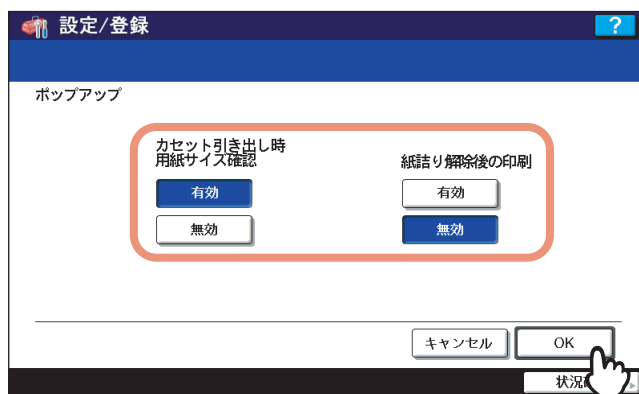 設定/登録
?
ポップアップ
カセット引き出し時
用紙サイズ確認
紙詰り解除後の印刷
有効
有効
無効
無効
キャンセル
OK
状況